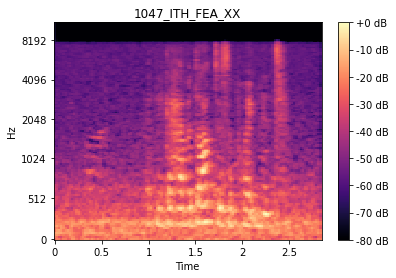 1047_ITH_FEA_XX
+0 dB
8192
-10 dB
4096
-20 dB
-30 dB
2048
Hz
-40 dB
1024
-50 dB
512
-60 dB
-70 dB
0
-80 dB
0 0.5 1 1.5 2 2.5
Time